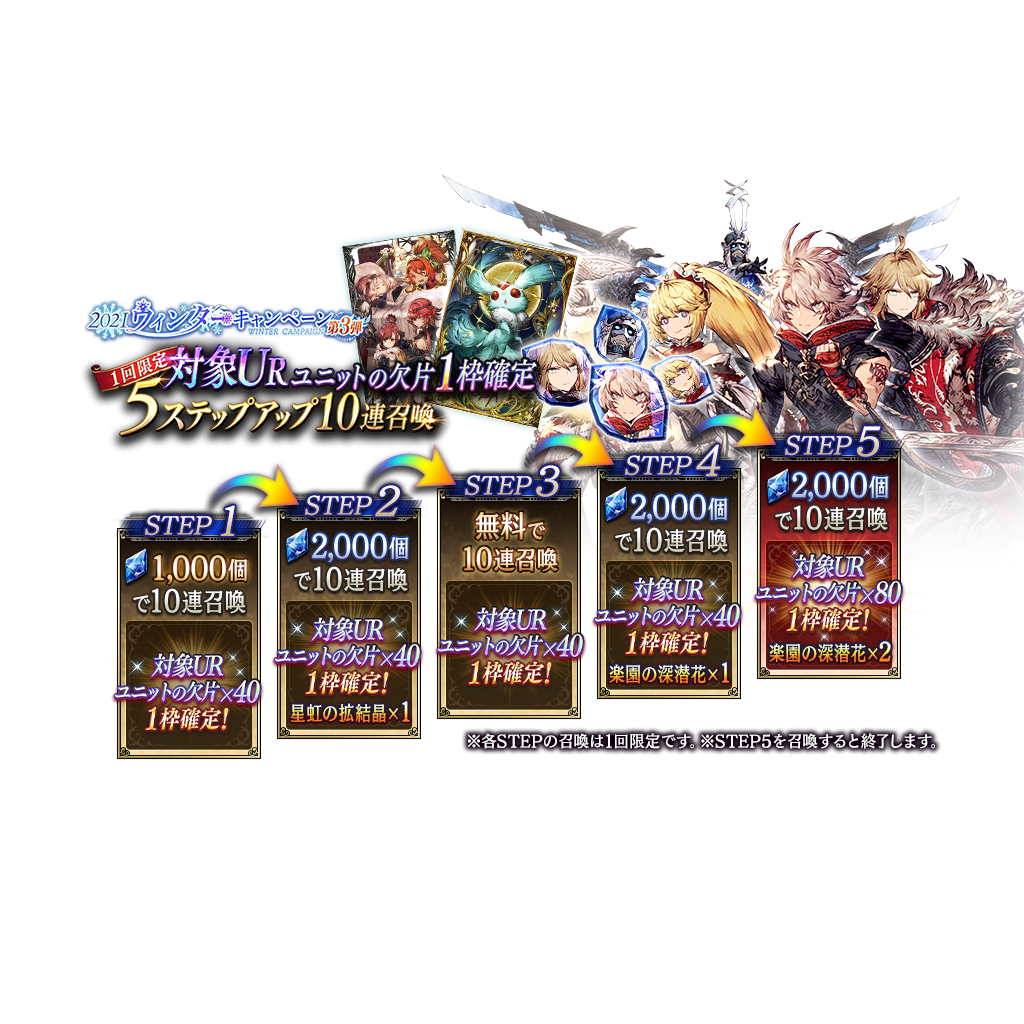 2021ウィンターキャンペーン第3弾
WINTER CAMPAIGN
1回限定対象URユニットの欠片1枠確定
5ステップアップ10連召喚
STEP 1
1,000個
で10連召喚
対象UR
ユニットの欠片×40
1枠確定!
STEP 2
2,000個
で10連召喚
対象UR
ユニットの欠片×40
1枠確定!
星虹の拡結晶×1
STEP 3
無料で
10連召喚
対象UR
ユニットの欠片×40
1枠確定!
STEP 4
2,000個
で10連召喚
対象UR
ユニットの欠片×40
1枠確定!
楽園の深潜花×1
STEP 5
2,000個
で10連召喚
対象UR
ユニットの欠片×80
1枠確定!
楽園の深潜花×2
※各STEPの召喚は1回限定です。※STEP5を召喚すると終了します。